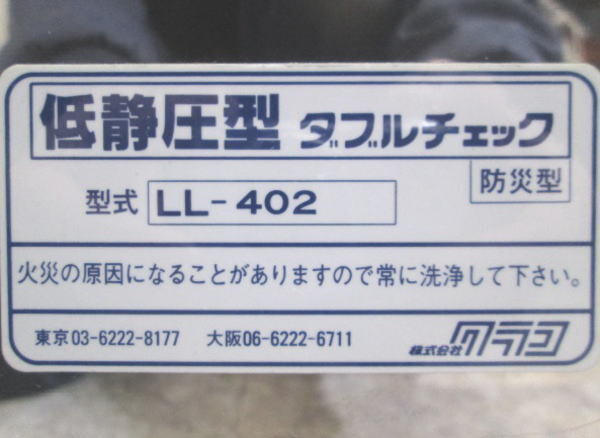 低静圧型 ダブルチェック
防災型
型式 LL-402
火災の原因になることがありますので常に洗浄して下さい。
東京03-6222-8177 大阪06-6222-6711
株式会社 クラコ